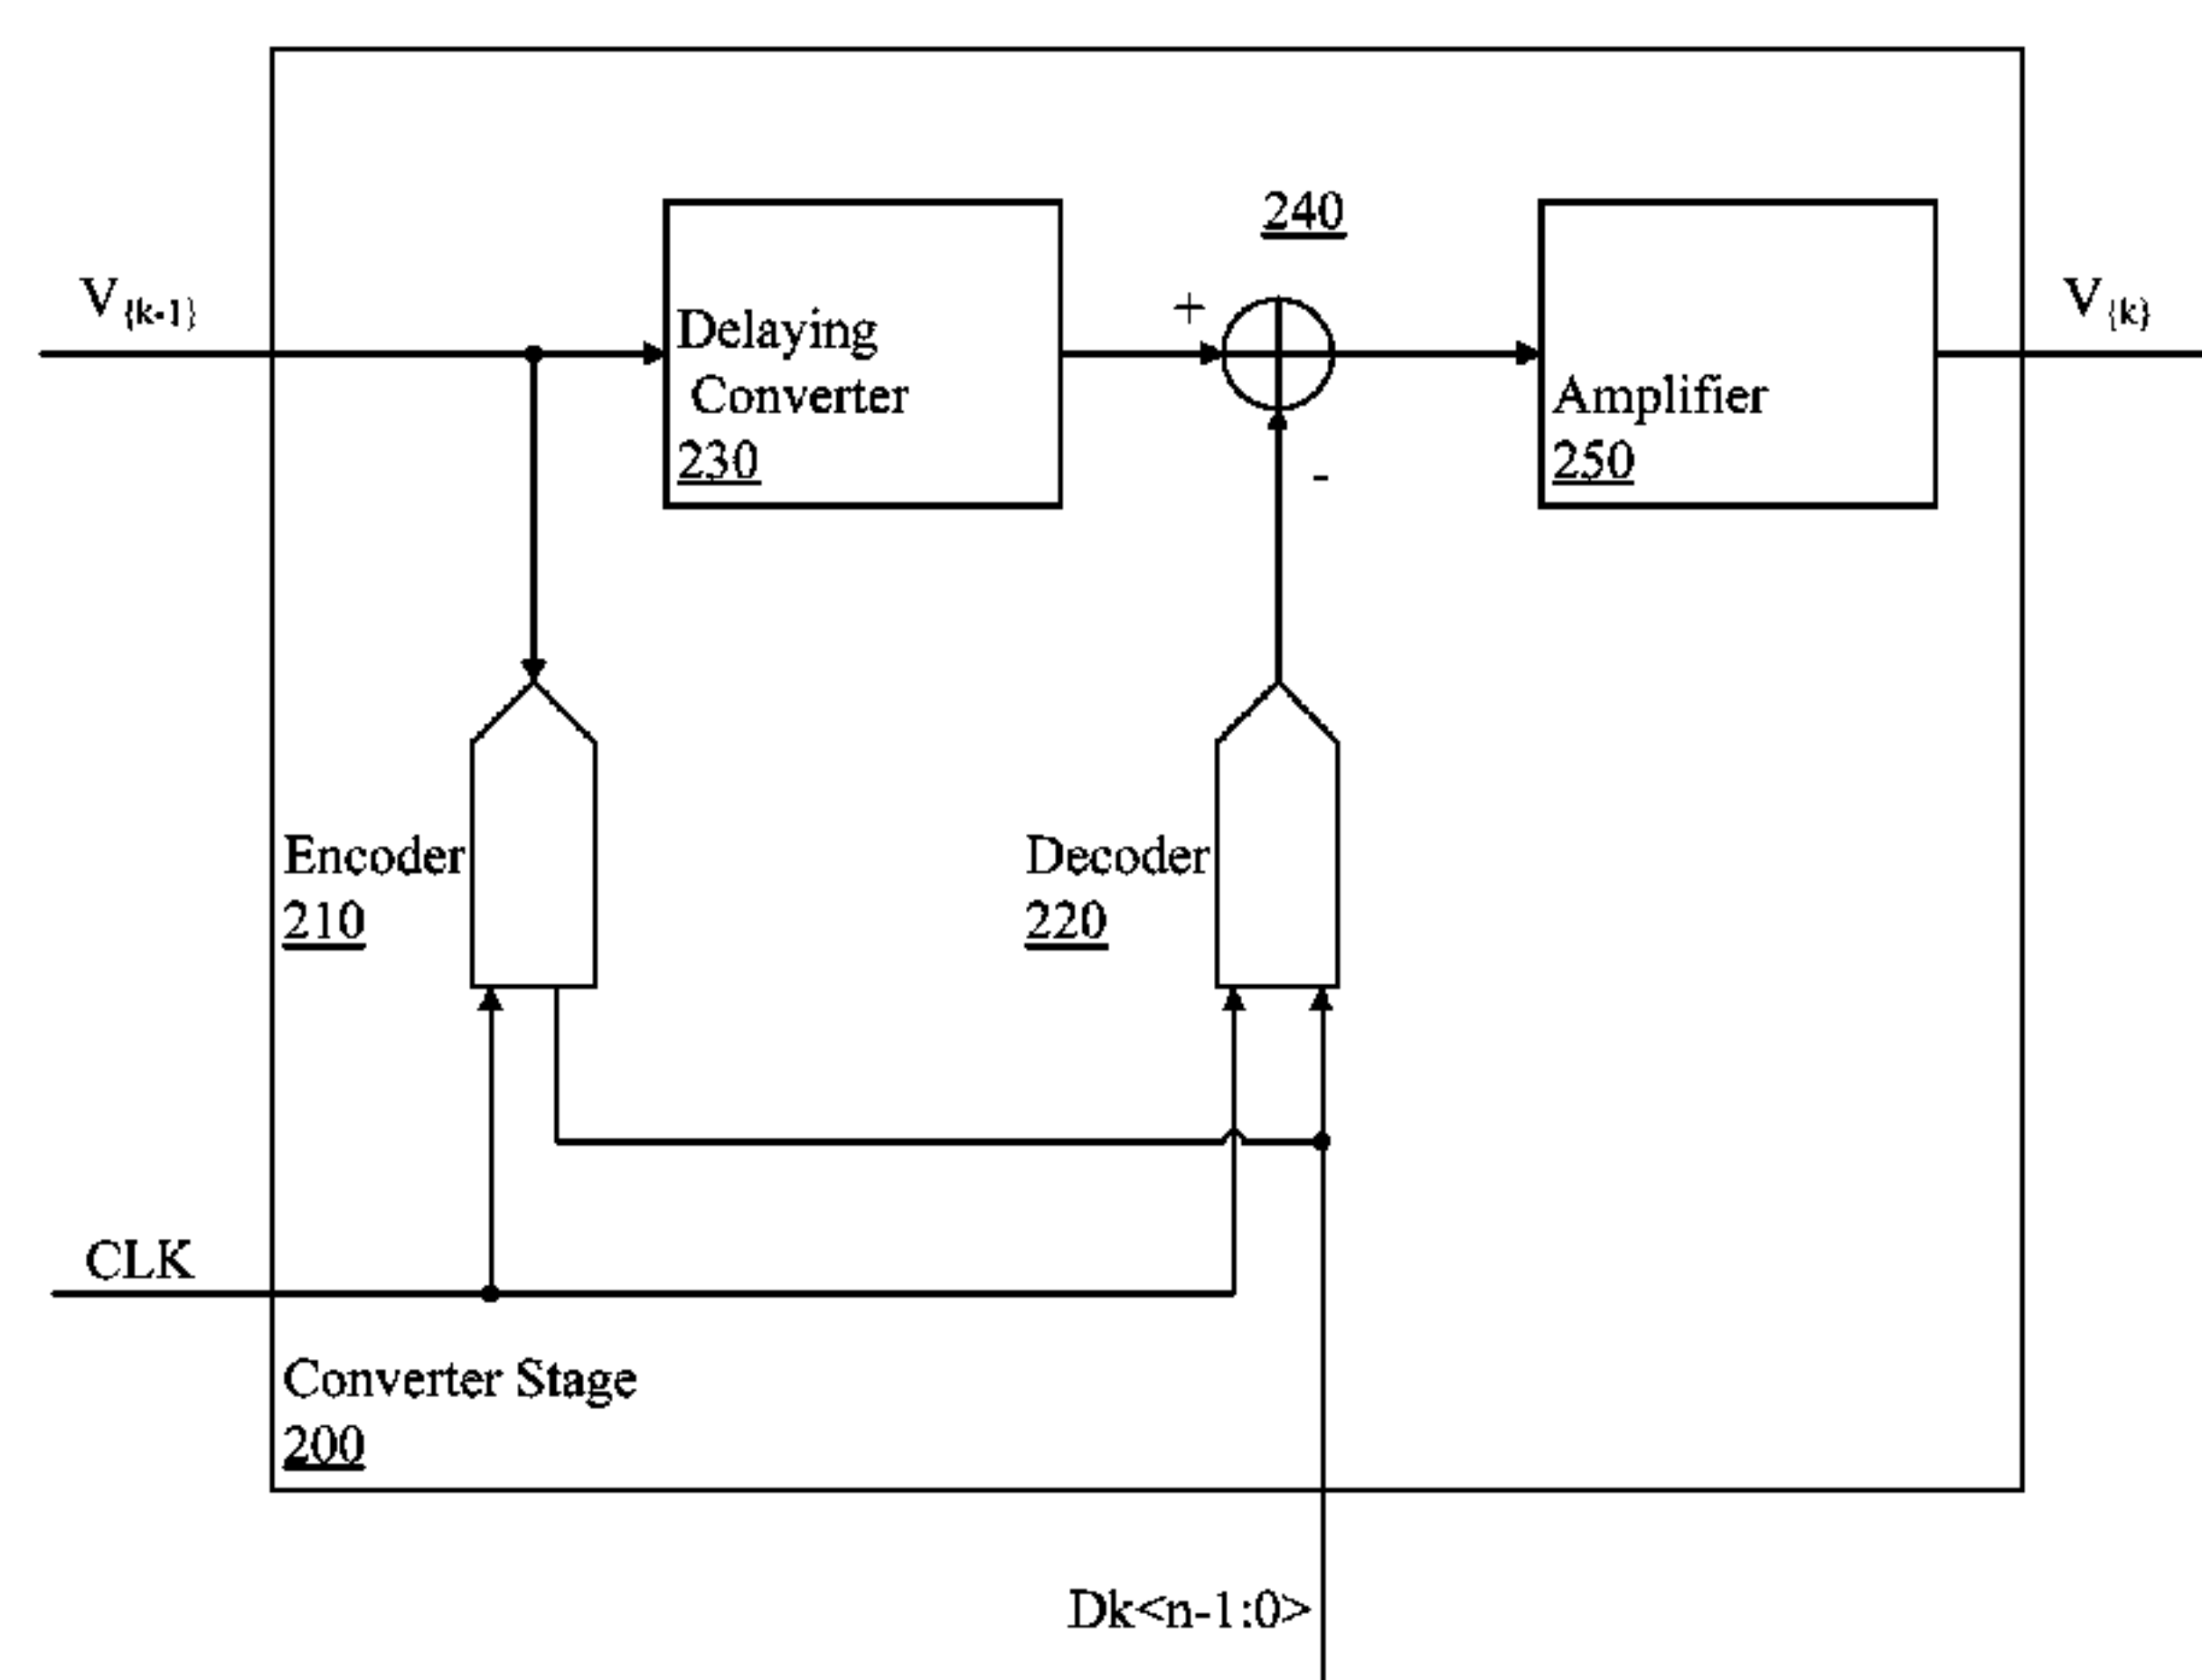 240
V{k-1}
+
V{k}
Delaying
Converter
230
Amplifier
250
-
Encoder
210
Decoder
220
CLK
Converter Stage
200
Dk<n-1:0>